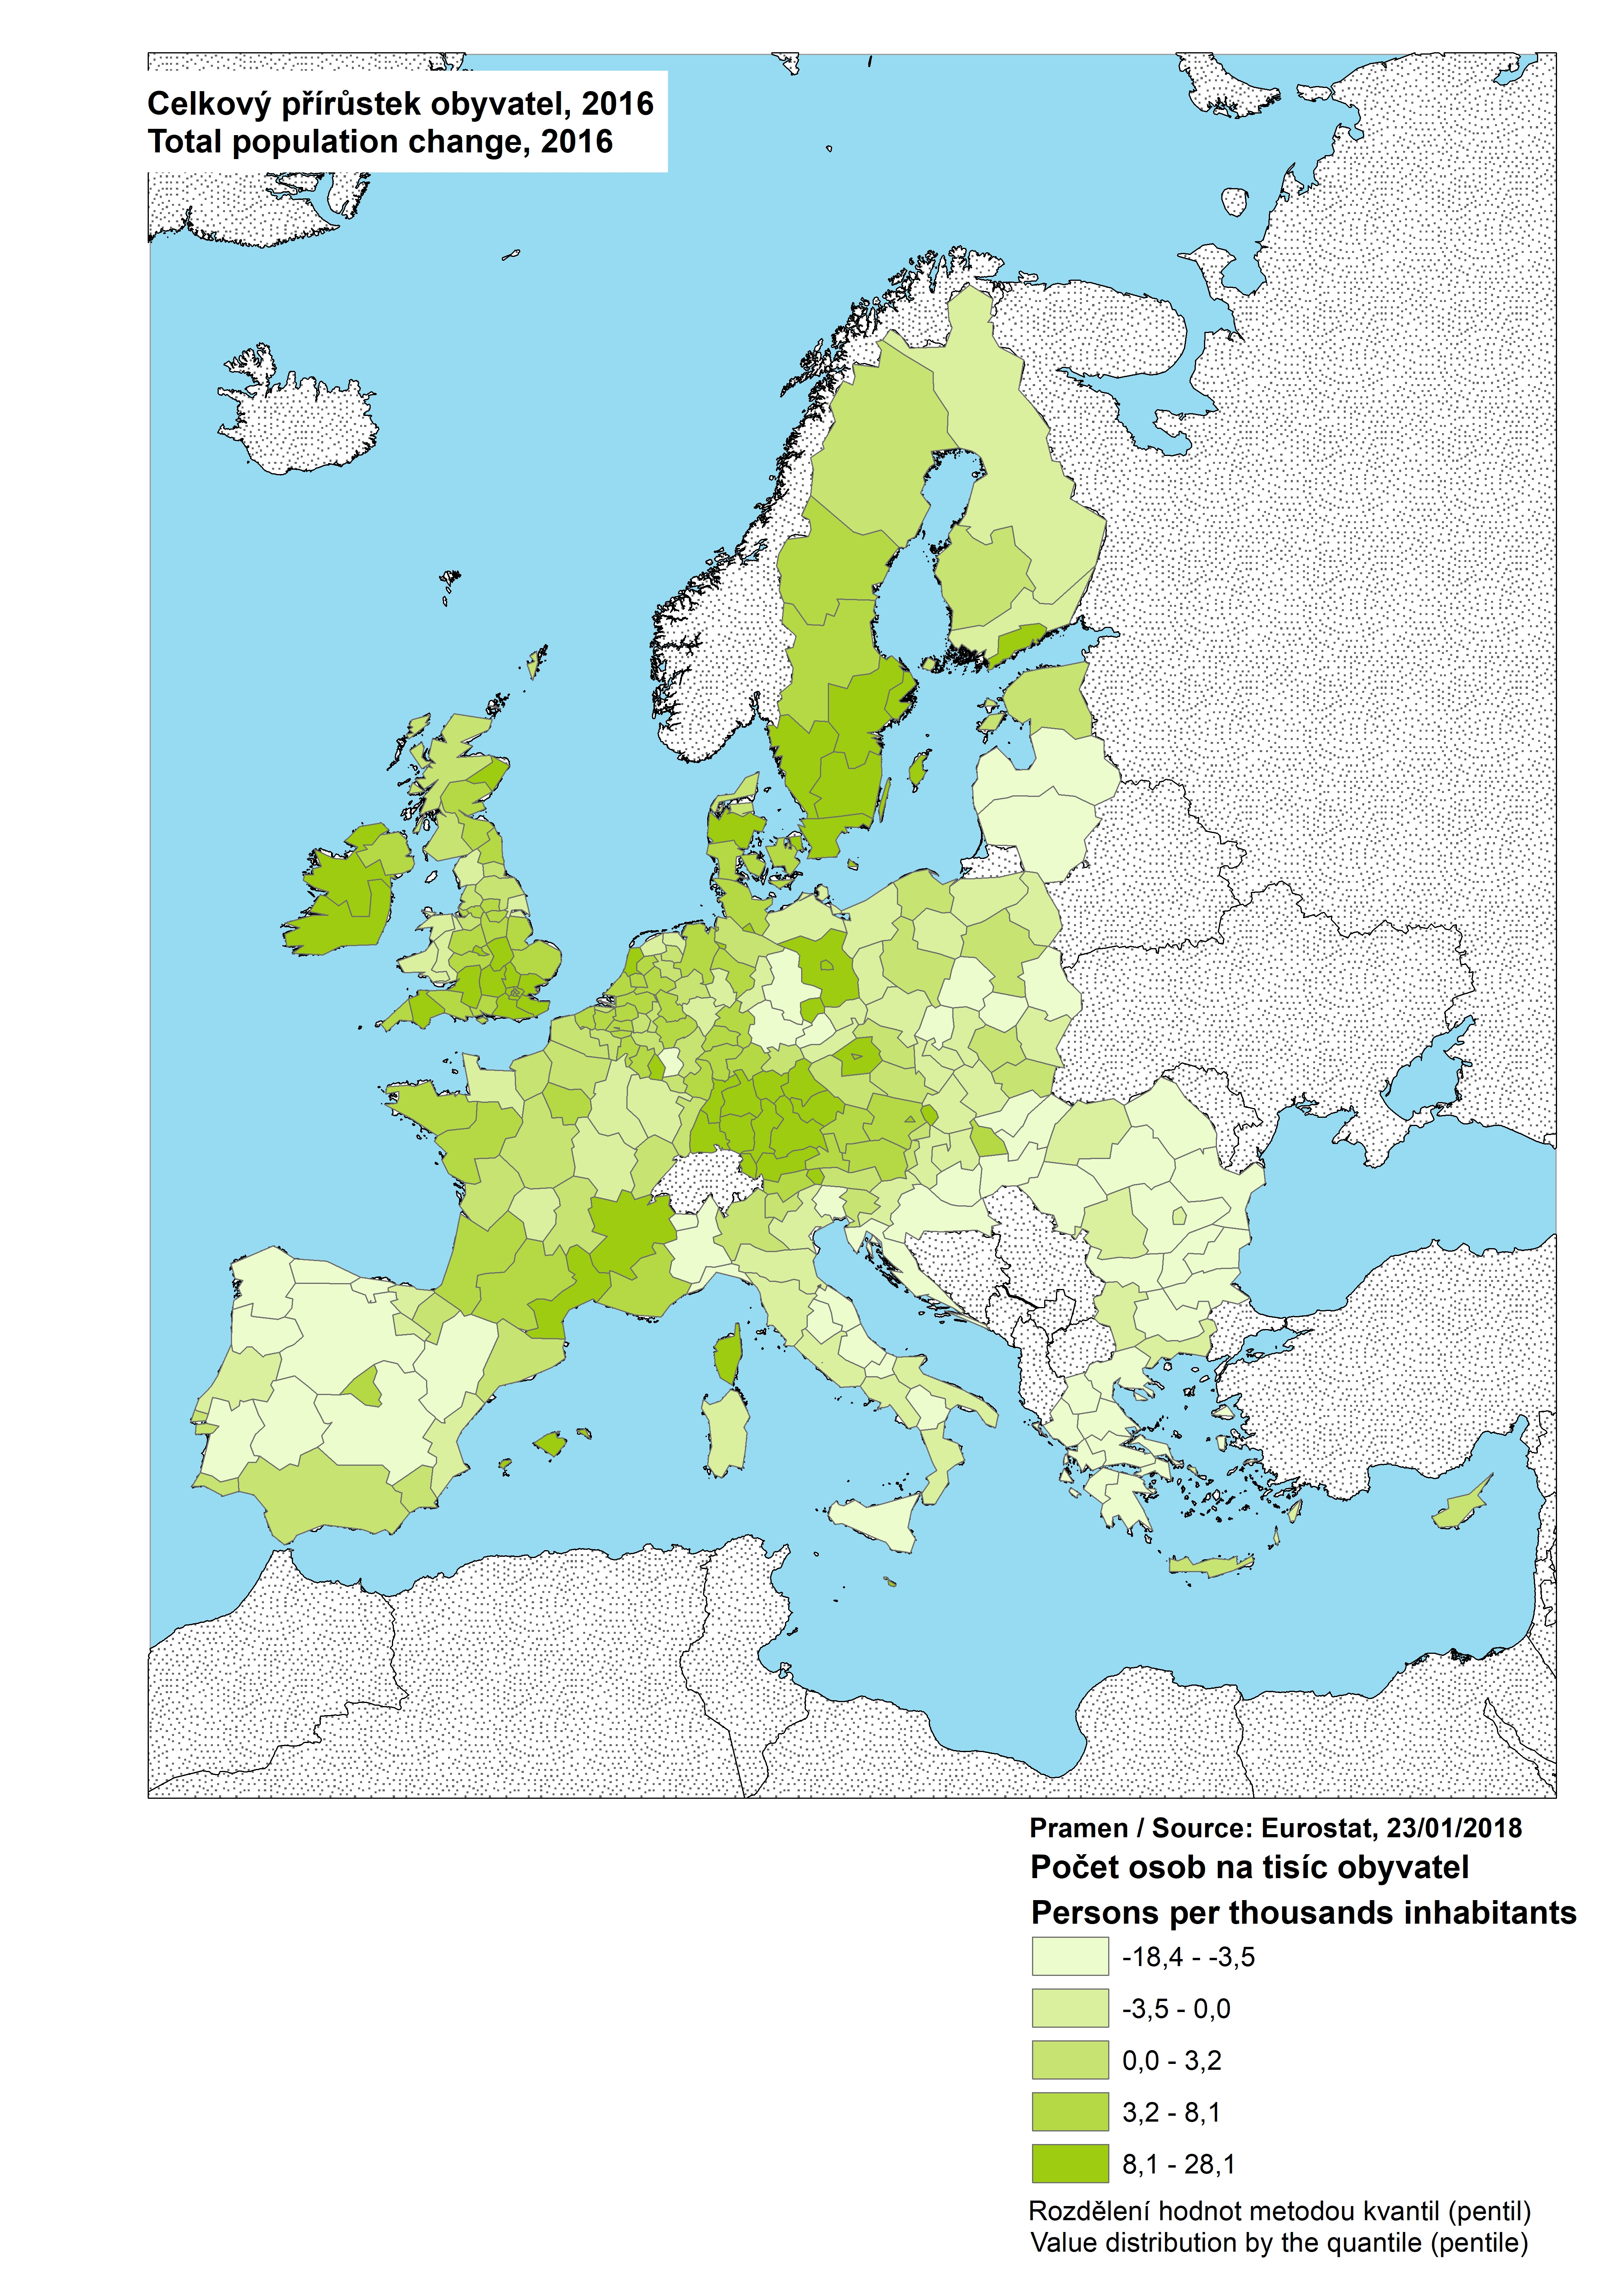 Celkový přírůstek obyvatel, 2016
Total population change, 2016
Pramen / Source: Eurostat, 23/01/2018
Počet osob na tisíc obyvatel
Persons per thousands inhabitants
-18,4 - -3,5
-3,5 - 0,0
0,0 - 3,2
3,2 - 8,1
8,1 - 28,1
Rozdělení hodnot metodou kvantil (pentil)
Value distribution by the quantile (pentile)